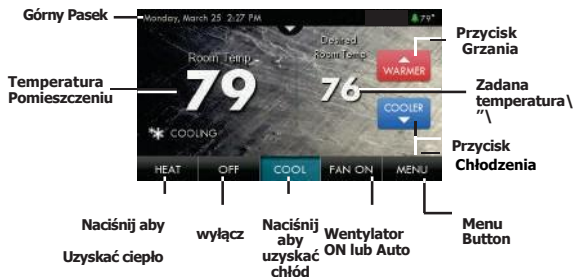 Górny Pasek
Monday, March 25 2:27 PM
79°
Przycisk
Grzania
Room Temp
79
Desired
Room Temp
76
WARMER
COOLER
Temperatura
Pomieszczeniu
Zadana
temperatura\
"\
COOLING
Przycisk
Chłodzenia
HEAT
OFF
COOL
FAN ON
MENU
Naciśnij aby
Uzyskać ciepło
wyłącz
Naciśnij
aby
uzyskać
chłód
Wentylator
ON lub Auto
Menu
Button